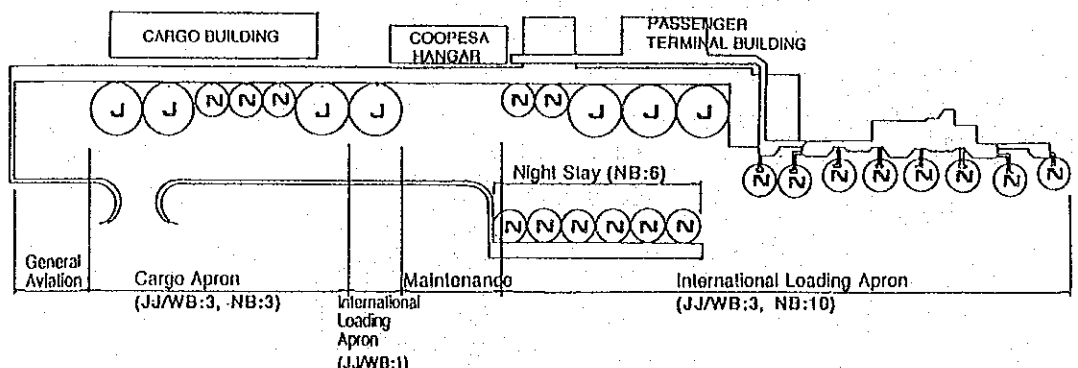 CARGO BUILDING
COOPESA
HANGAR
PASSENGER
TERMINAL BUILDING
J J N N N J J
N N J J J
N N N N N N N N
Night Stay (NB:6)
N N N N N N
General
Aviation
Cargo Apron
(JJ/WB:3, NB:3)
International
Loading
Apron
(JJ/WB:1)
Maintenance
International Loading Apron
(JJ/WB:3, NB:10)